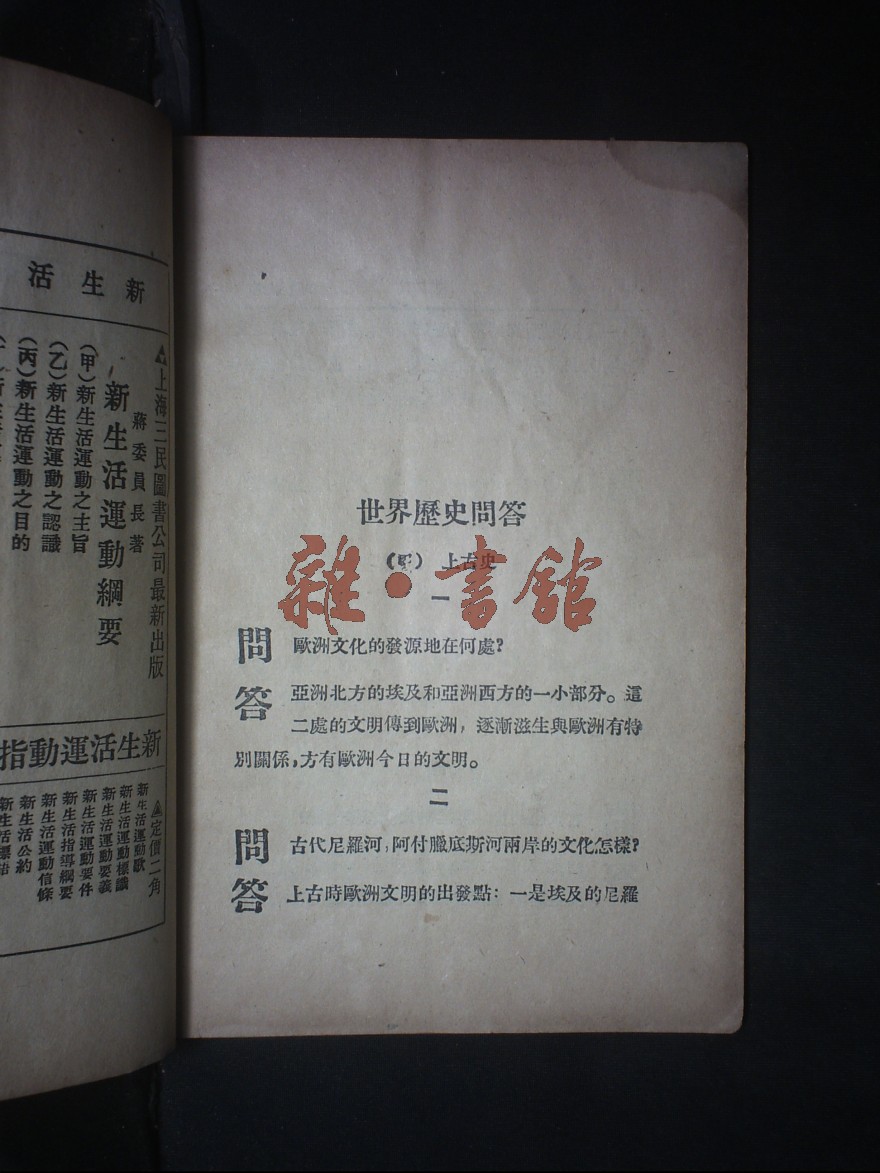 世界歷史問答
(甲) 上古史
一
問 歐洲文化的發源地在何處?
答 亞洲北方的埃及和亞洲西方的一小部分。這
二處的文明傳到歐洲，逐漸滋生與歐洲有特
別關係，方有歐洲今日的文明。
二
問 古代尼羅河，阿付臘底斯河兩岸的文化怎樣?
答 上古時歐洲文明的出發點：一是埃及的尼羅
雜·書館
新生活
▲上海三民圖書公司最新出版
蔣委員長著
新生活運動綱要
(甲)新生活運動之主旨
(乙)新生活運動之認識
(丙)新生活運動之目的
新生活運動指
▲定價二角
新生活運動歌
新生活運動標識
新生活運動要義
新生活運動要件
新生活指導綱要
新生活運動信條
新生活公約
新生活標語